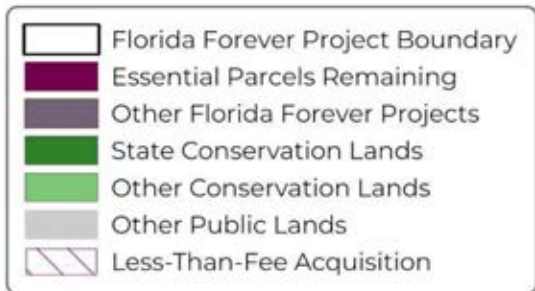 Florida Forever Project Boundary
Essential Parcels Remaining
Other Florida Forever Projects
State Conservation Lands
Other Conservation Lands
Other Public Lands
Less-Than-Fee Acquisition